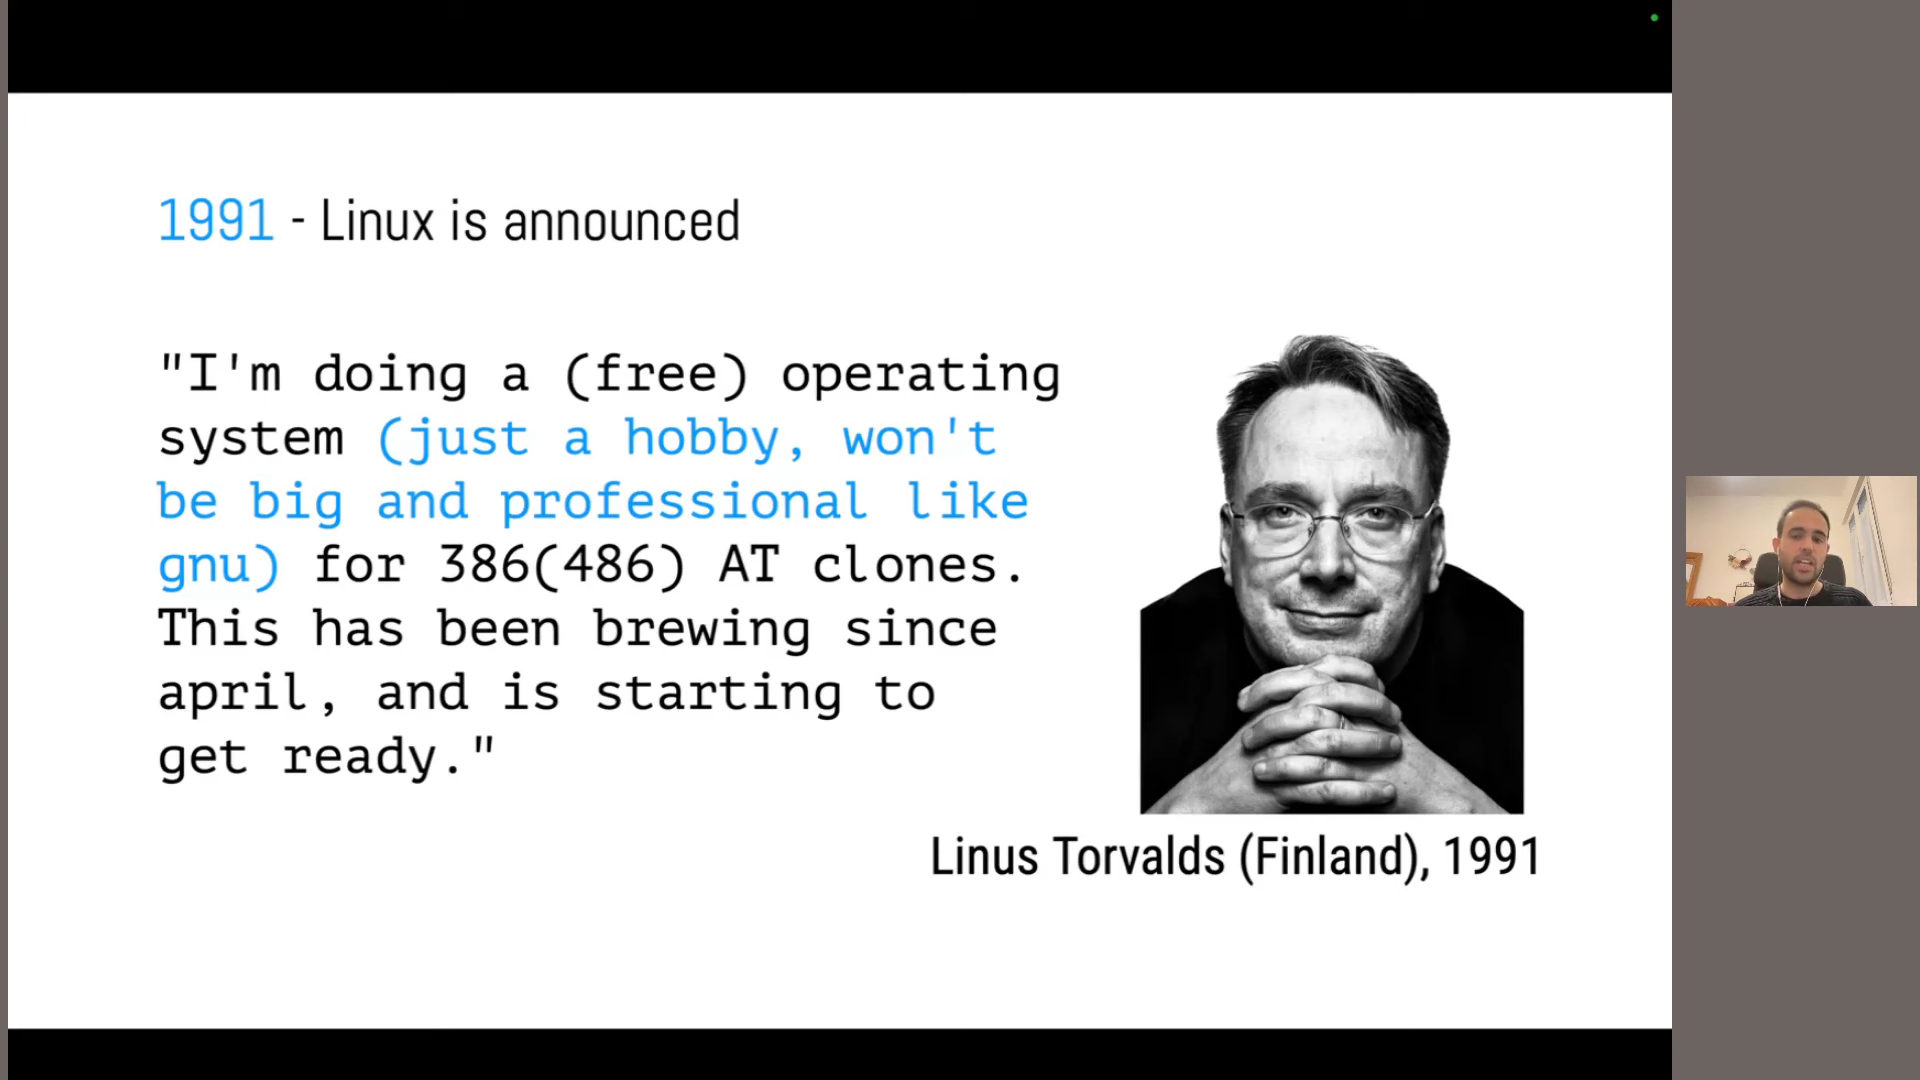 1991 - Linux is announced
"I'm doing a (free) operating
system (just a hobby, won't
be big and professional like
gnu) for 386(486) AT clones.
This has been brewing since
april, and is starting to
get ready."
Linus Torvalds (Finland), 1991